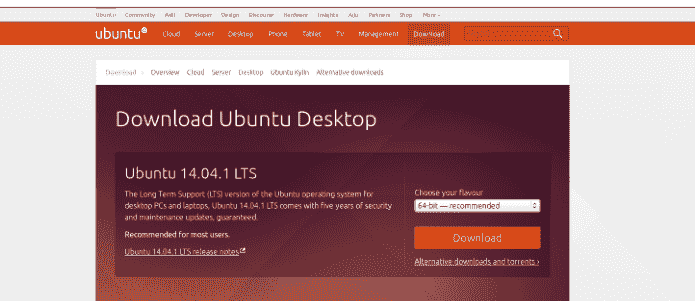 Ubuntu Community Ask! Developer Design Discourse Hardware Insights Juju Partners Shop More ›
ubuntu Cloud Server Desktop Phone Tablet TV Management Download
Download › Overview Cloud Server Desktop Ubuntu Kylin Alternative downloads
Download Ubuntu Desktop
Ubuntu 14.04.1 LTS
The Long Term Support (LTS) version of the Ubuntu operating system for
desktop PCs and laptops, Ubuntu 14.04.1 LTS comes with five years of security
and maintenance updates, guaranteed.
Recommended for most users.
Ubuntu 14.04.1 LTS release notes
Choose your flavour
64-bit — recommended
Download
Alternative downloads and torrents ›